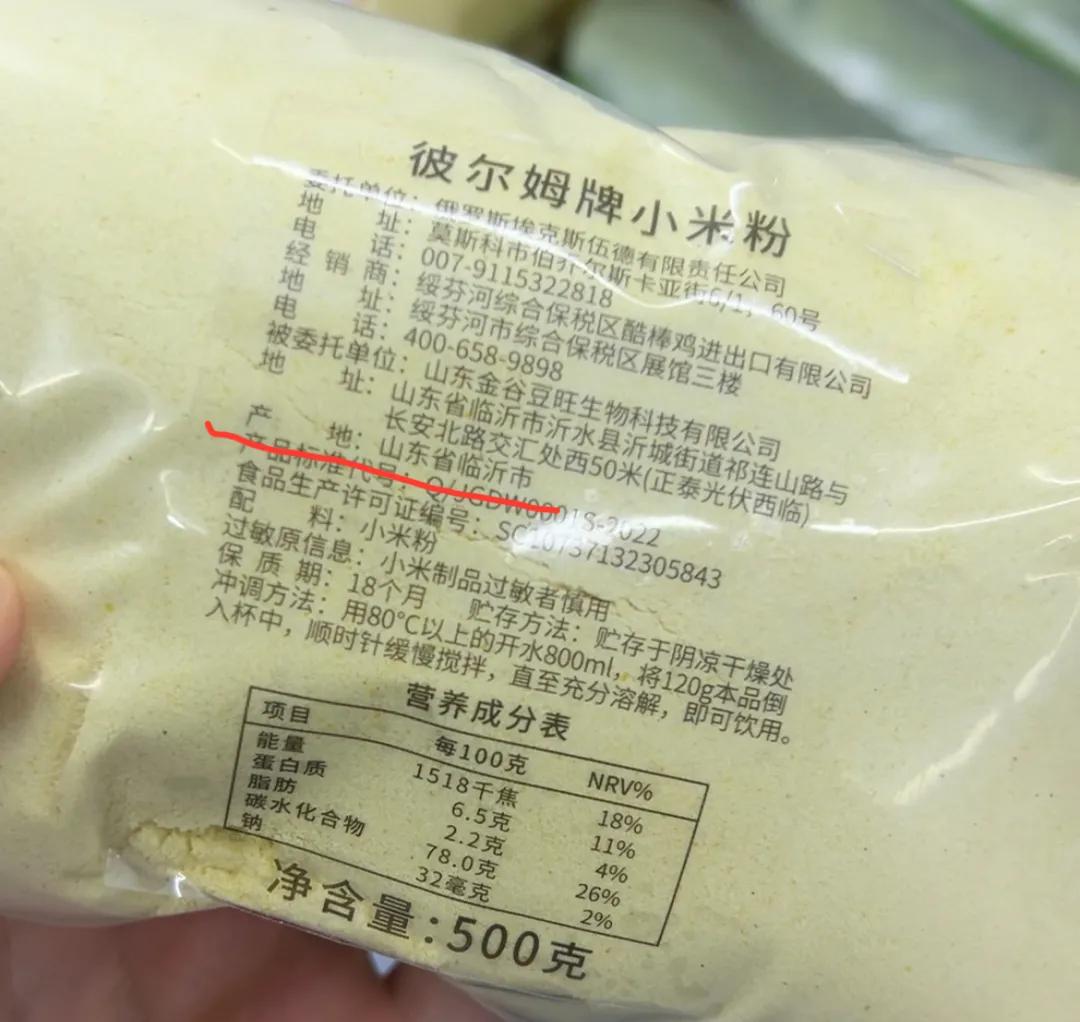 彼尔姆牌小米粉
委托单位：俄罗斯埃克斯伍德有限责任公司
地址：莫斯科市伯乔尔斯卡亚街6/1，60号
电话：007-9115322818
经销商：绥芬河综合保税区酷棒鸡进出口有限公司
地址：绥芬河市综合保税区展馆三楼
电话：400-658-9898
被委托单位：山东金谷豆旺生物科技有限公司
地址：山东省临沂市沂水县沂城街道祁连山路与
长安北路交汇处西50米(正泰光伏西临)
产地：山东省临沂市
产品标准代号：Q/JGDW0001S-2022
食品生产许可证编号：SC10737132305843
配料：小米粉
过敏原信息：小米制品过敏者慎用
保质期：18个月 贮存方法：贮存于阴凉干燥处
冲调方法：用80°C以上的开水800ml，将120g本品倒
入杯中，顺时针缓慢搅拌，直至充分溶解，即可饮用。
营养成分表
项目 每100克 NRV%
能量 1518千焦 18%
蛋白质 6.5克 11%
脂肪 2.2克 4%
碳水化合物 78.0克 26%
钠 32毫克 2%
净含量:500克